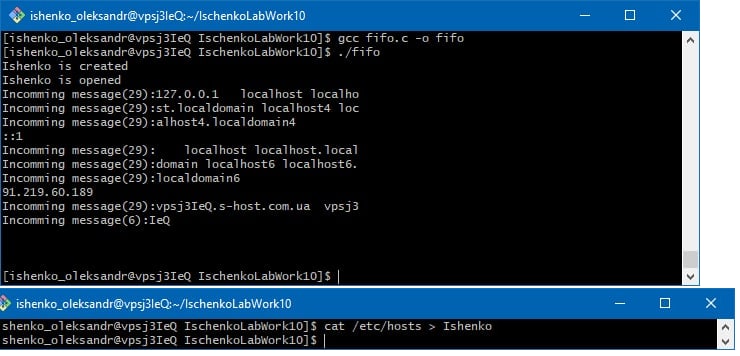 ishenko_oleksandr@vpsj3IeQ:~/IschenkoLabWork10
[ishenko_oleksandr@vpsj3IeQ IschenkoLabWork10]$ gcc fifo.c -o fifo
[ishenko_oleksandr@vpsj3IeQ IschenkoLabWork10]$ ./fifo
Ishenko is created
Ishenko is opened
Incomming message(29):127.0.0.1   localhost localho
Incomming message(29):st.localdomain localhost4 loc
Incomming message(29):alhost4.localdomain4
::1
Incomming message(29):    localhost localhost.local
Incomming message(29):domain localhost6 localhost6.
Incomming message(29):localdomain6
91.219.60.189
Incomming message(29):vpsj3IeQ.s-host.com.ua  vpsj3
Incomming message(6):IeQ
[ishenko_oleksandr@vpsj3IeQ IschenkoLabWork10]$
ishenko_oleksandr@vpsj3IeQ:~/IschenkoLabWork10
shenko_oleksandr@vpsj3IeQ IschenkoLabWork10]$ cat /etc/hosts > Ishenko
shenko_oleksandr@vpsj3IeQ IschenkoLabWork10]$